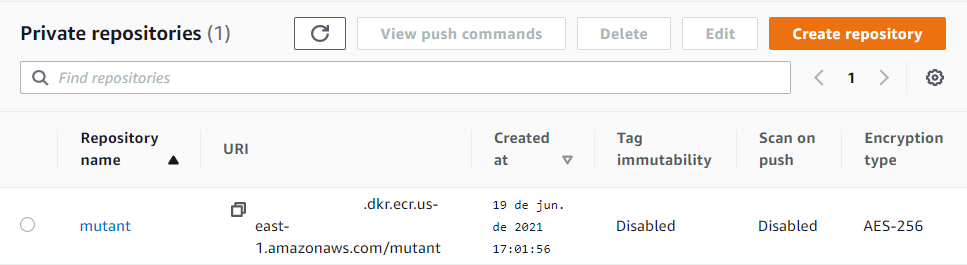 Private repositories (1)
View push commands
Delete
Edit
Create repository
Find repositories
1
Repository name
URI
Created at
Tag immutability
Scan on push
Encryption type
mutant
.dkr.ecr.us-
east-
1.amazonaws.com/mutant
19 de jun.
de 2021
17:01:56
Disabled
Disabled
AES-256